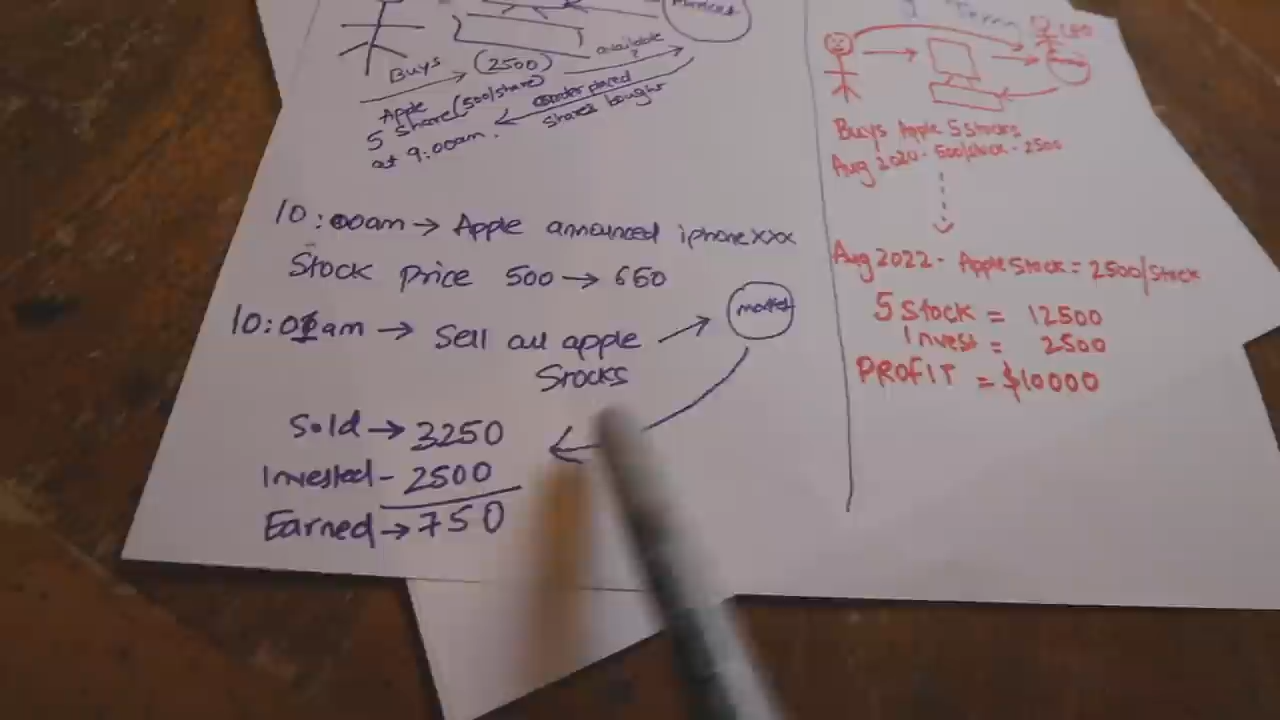 Market
Buys (2500) available
?
Apple order placed
5 Share (500/share) shares bought
at 9:00am.
10:00am → Apple announced iphone xxx
Stock price 500 → 650
10:01am → Sell all apple → market
Stocks
Sold → 3250
Invested - 2500
Earned → 750
Term
CEO
Buys Apple 5 Stocks
Aug 2020 - 500/stock - 2500
Aug 2022 - Apple Stock = 2500/stock
5 Stock = 12500
Invest = 2500
PROFIT = $10000